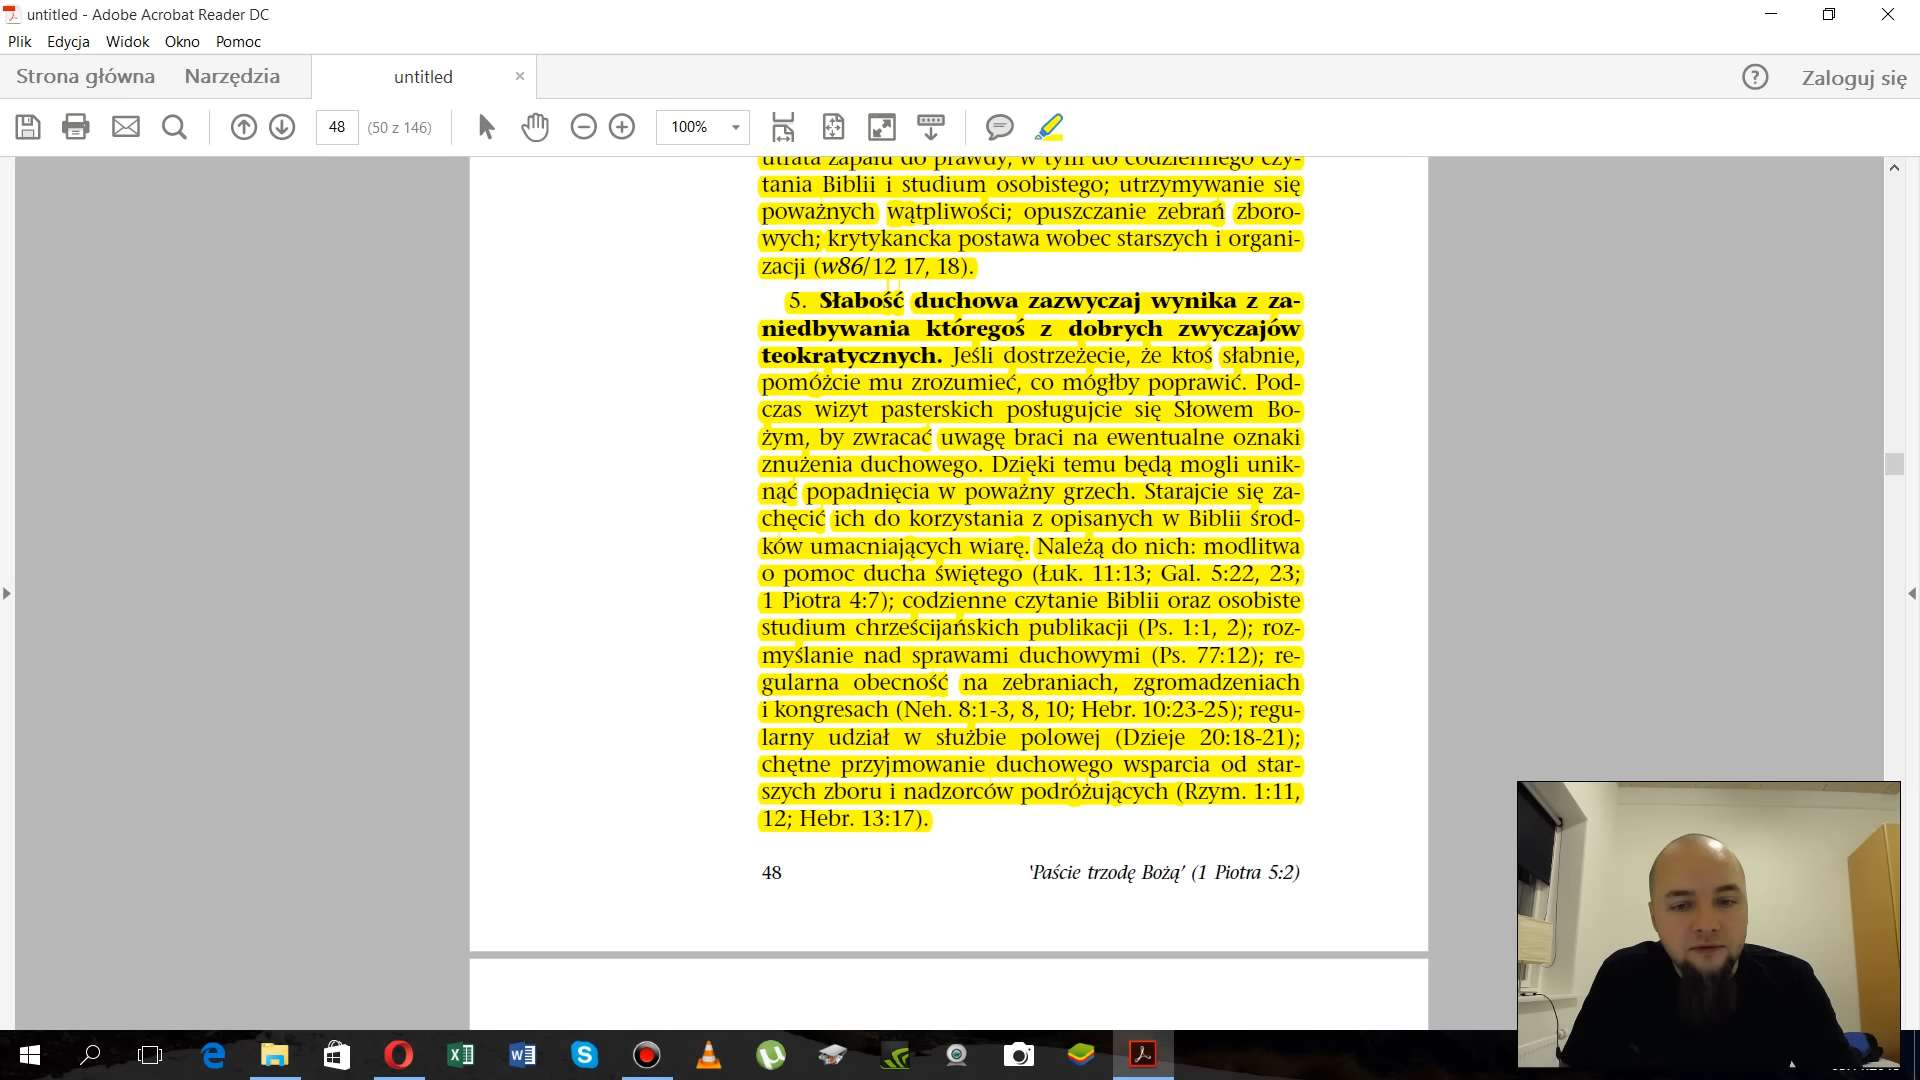 untitled - Adobe Acrobat Reader DC
Plik Edycja Widok Okno Pomoc
Strona główna Narzędzia untitled × Zaloguj się
48 (50 z 146) 100%
utrata zapału do prawdy, w tym do codziennego czy-
tania Biblii i studium osobistego; utrzymywanie się
poważnych wątpliwości; opuszczanie zebrań zboro-
wych; krytykancka postawa wobec starszych i organi-
zacji (w86/12 17, 18).
5. Słabość duchowa zazwyczaj wynika z za-
niedbywania któregoś z dobrych zwyczajów
teokratycznych. Jeśli dostrzeżecie, że ktoś słabnie,
pomóżcie mu zrozumieć, co mógłby poprawić. Pod-
czas wizyt pasterskich posługujcie się Słowem Bo-
żym, by zwracać uwagę braci na ewentualne oznaki
znużenia duchowego. Dzięki temu będą mogli unik-
nąć popadnięcia w poważny grzech. Starajcie się za-
chęcić ich do korzystania z opisanych w Biblii środ-
ków umacniających wiarę. Należą do nich: modlitwa
o pomoc ducha świętego (Łuk. 11:13; Gal. 5:22, 23;
1 Piotra 4:7); codzienne czytanie Biblii oraz osobiste
studium chrześcijańskich publikacji (Ps. 1:1, 2); roz-
myślanie nad sprawami duchowymi (Ps. 77:12); re-
gularna obecność na zebraniach, zgromadzeniach
i kongresach (Neh. 8:1-3, 8, 10; Hebr. 10:23-25); regu-
larny udział w służbie polowej (Dzieje 20:18-21);
chętne przyjmowanie duchowego wsparcia od star-
szych zboru i nadzorców podróżujących (Rzym. 1:11,
12; Hebr. 13:17).
48 'Paście trzodę Bożą' (1 Piotra 5:2)